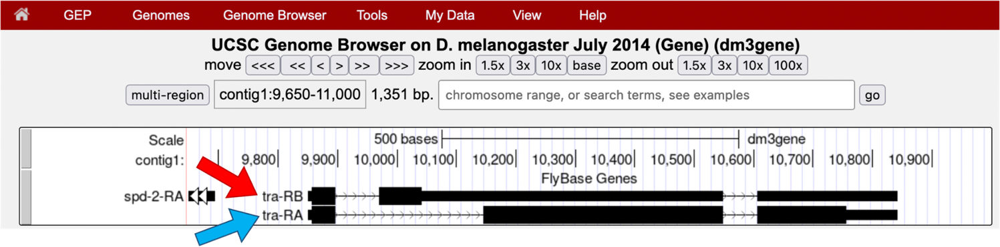 GEP Genomes Genome Browser Tools My Data View Help
UCSC Genome Browser on D. melanogaster July 2014 (Gene) (dm3gene)
move <<< << < > >> >>> zoom in 1.5x 3x 10x base zoom out 1.5x 3x 10x 100x
multi-region contig1:9,650-11,000 1,351 bp. chromosome range, or search terms, see examples go
Scale 500 bases dm3gene
contig1: 9,800 9,900 10,000 10,100 10,200 10,300 10,400 10,500 10,600 10,700 10,800 10,900
FlyBase Genes
spd-2-RA tra-RB
tra-RA